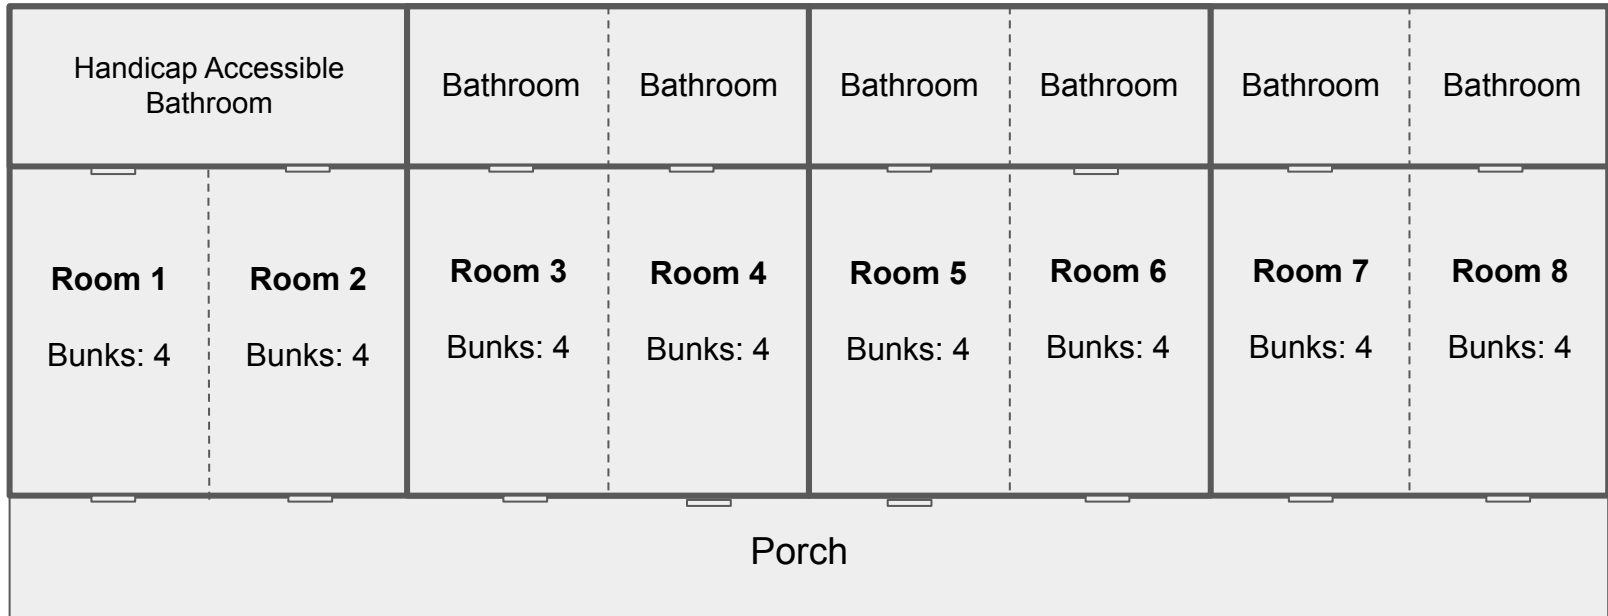 Handicap Accessible
Bathroom
Bathroom
Bathroom
Bathroom
Bathroom
Bathroom
Bathroom
Room 1
Bunks: 4
Room 2
Bunks: 4
Room 3
Bunks: 4
Room 4
Bunks: 4
Room 5
Bunks: 4
Room 6
Bunks: 4
Room 7
Bunks: 4
Room 8
Bunks: 4
Porch